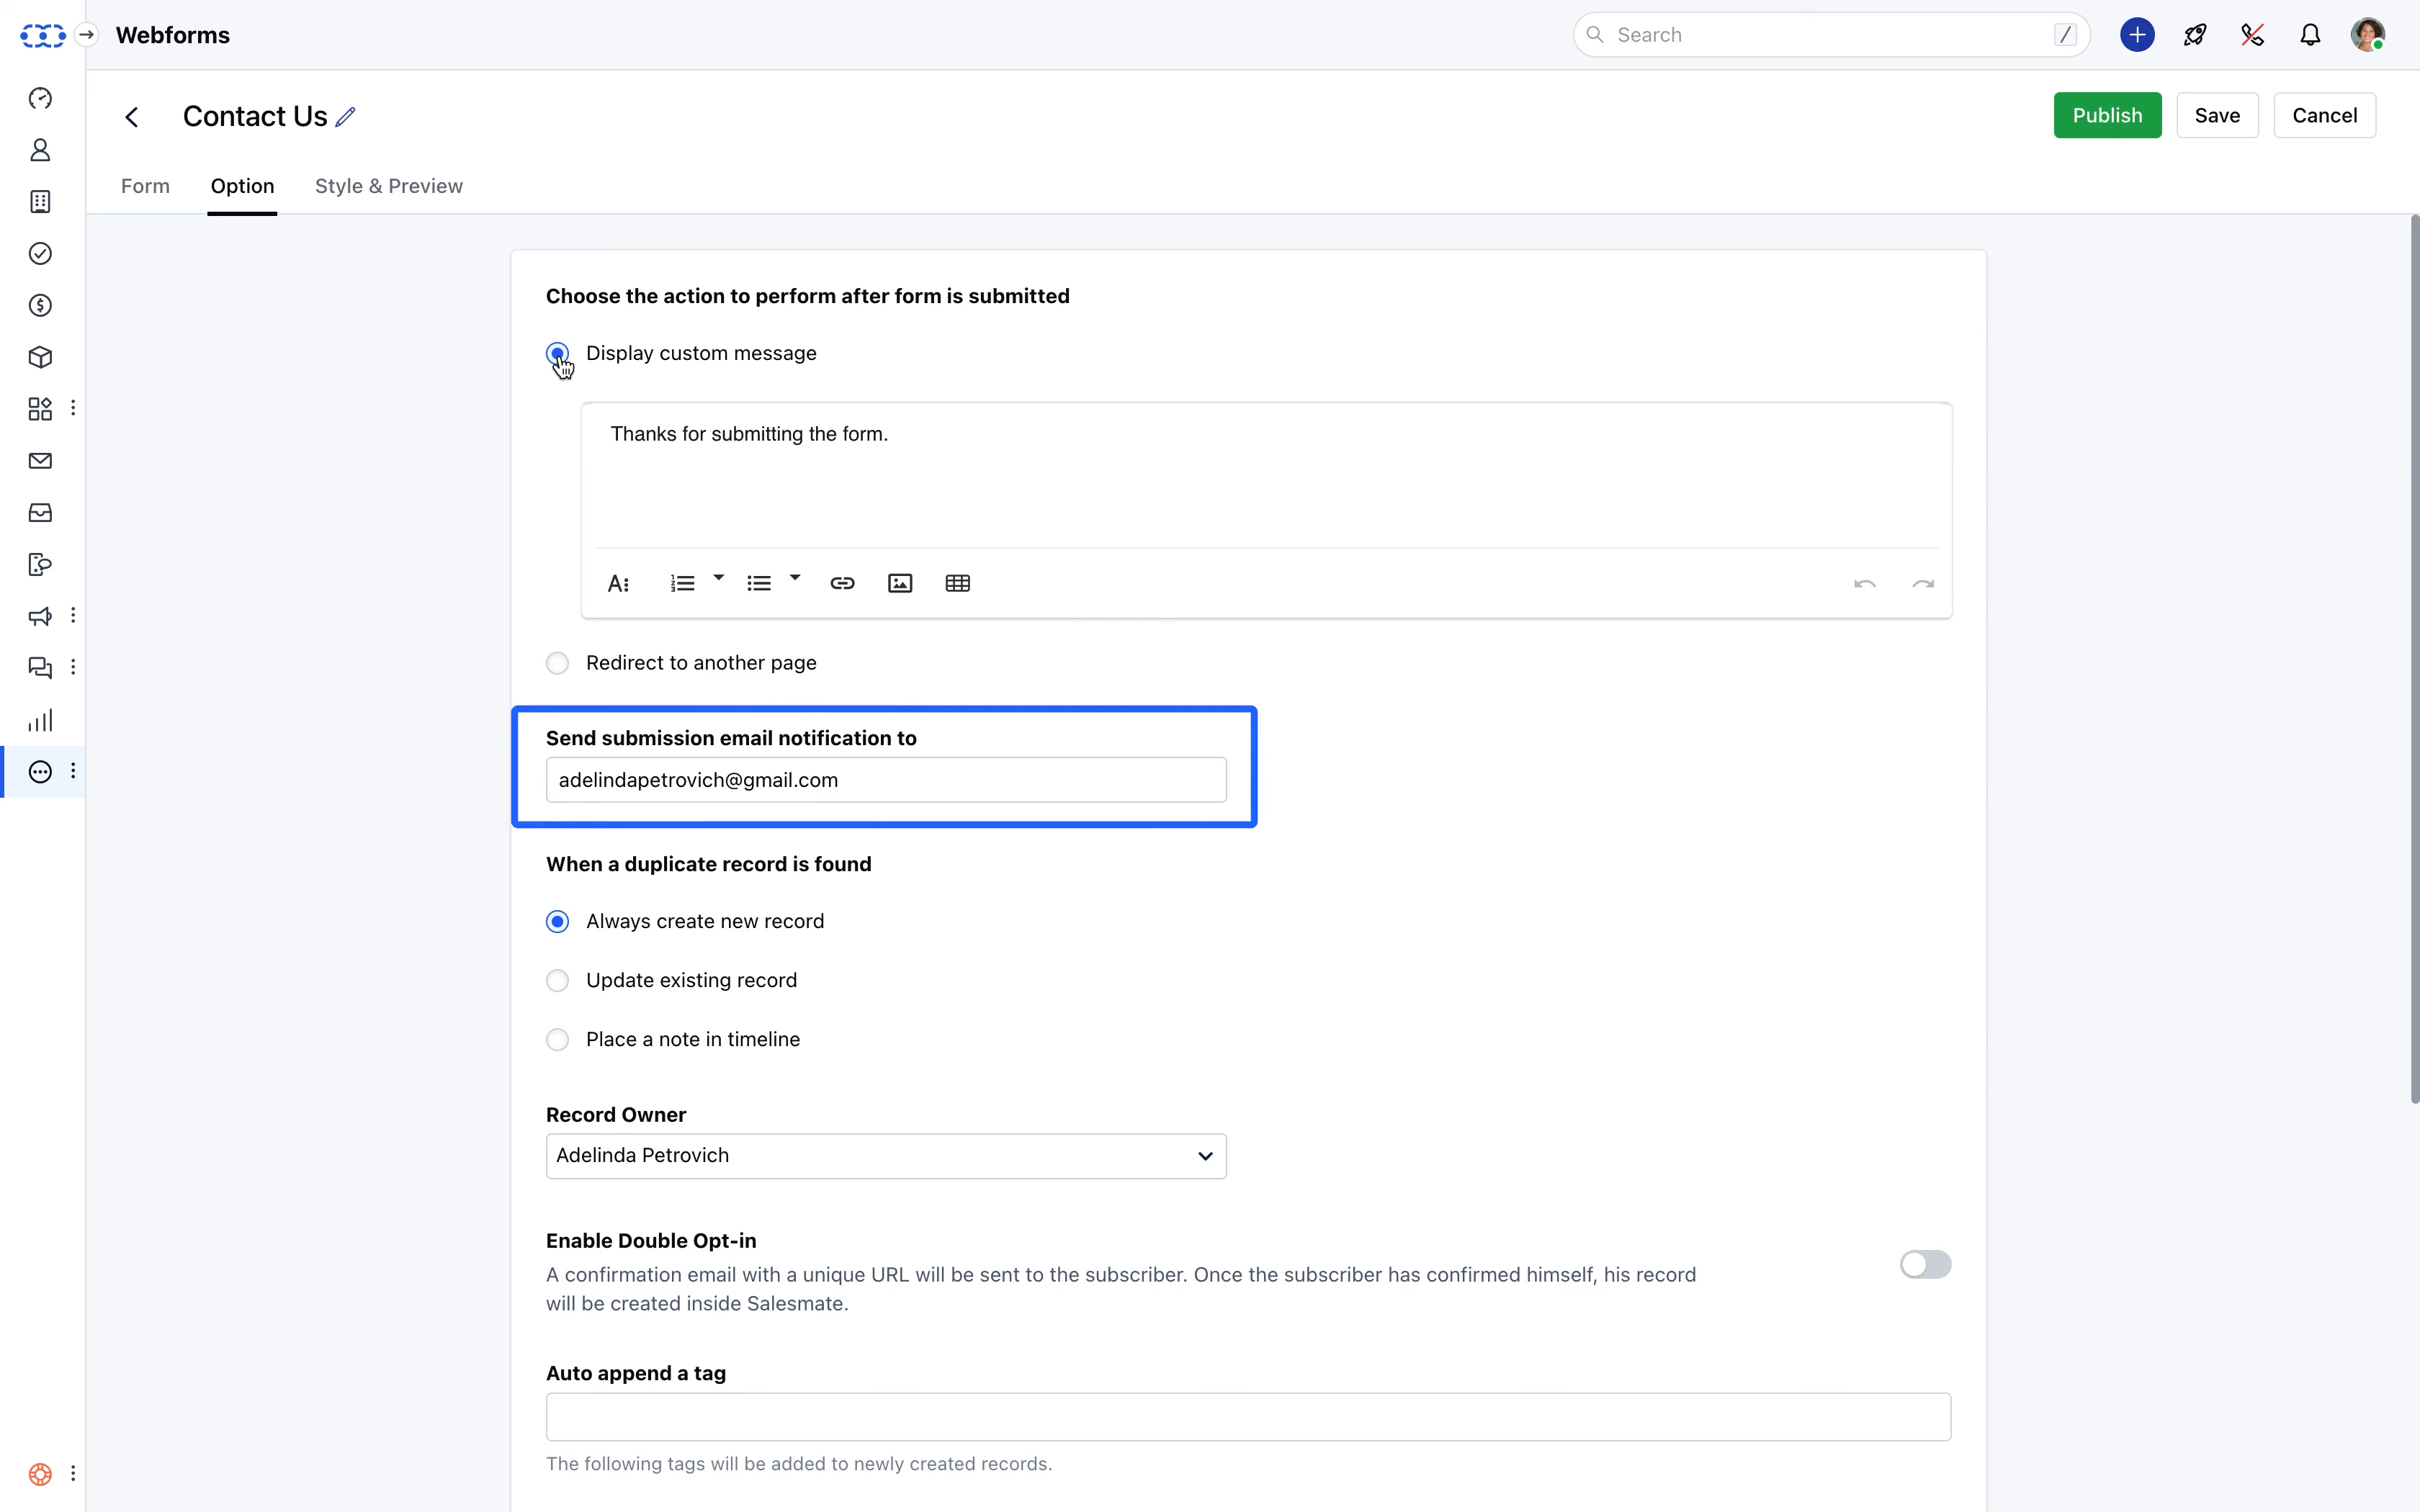 Webforms
Search /
Contact Us
Publish Save Cancel
Form Option Style & Preview
Choose the action to perform after form is submitted
Display custom message
Thanks for submitting the form.
Redirect to another page
Send submission email notification to
adelindapetrovich@gmail.com
When a duplicate record is found
Always create new record
Update existing record
Place a note in timeline
Record Owner
Adelinda Petrovich
Enable Double Opt-in
A confirmation email with a unique URL will be sent to the subscriber. Once the subscriber has confirmed himself, his record
will be created inside Salesmate.
Auto append a tag
The following tags will be added to newly created records.